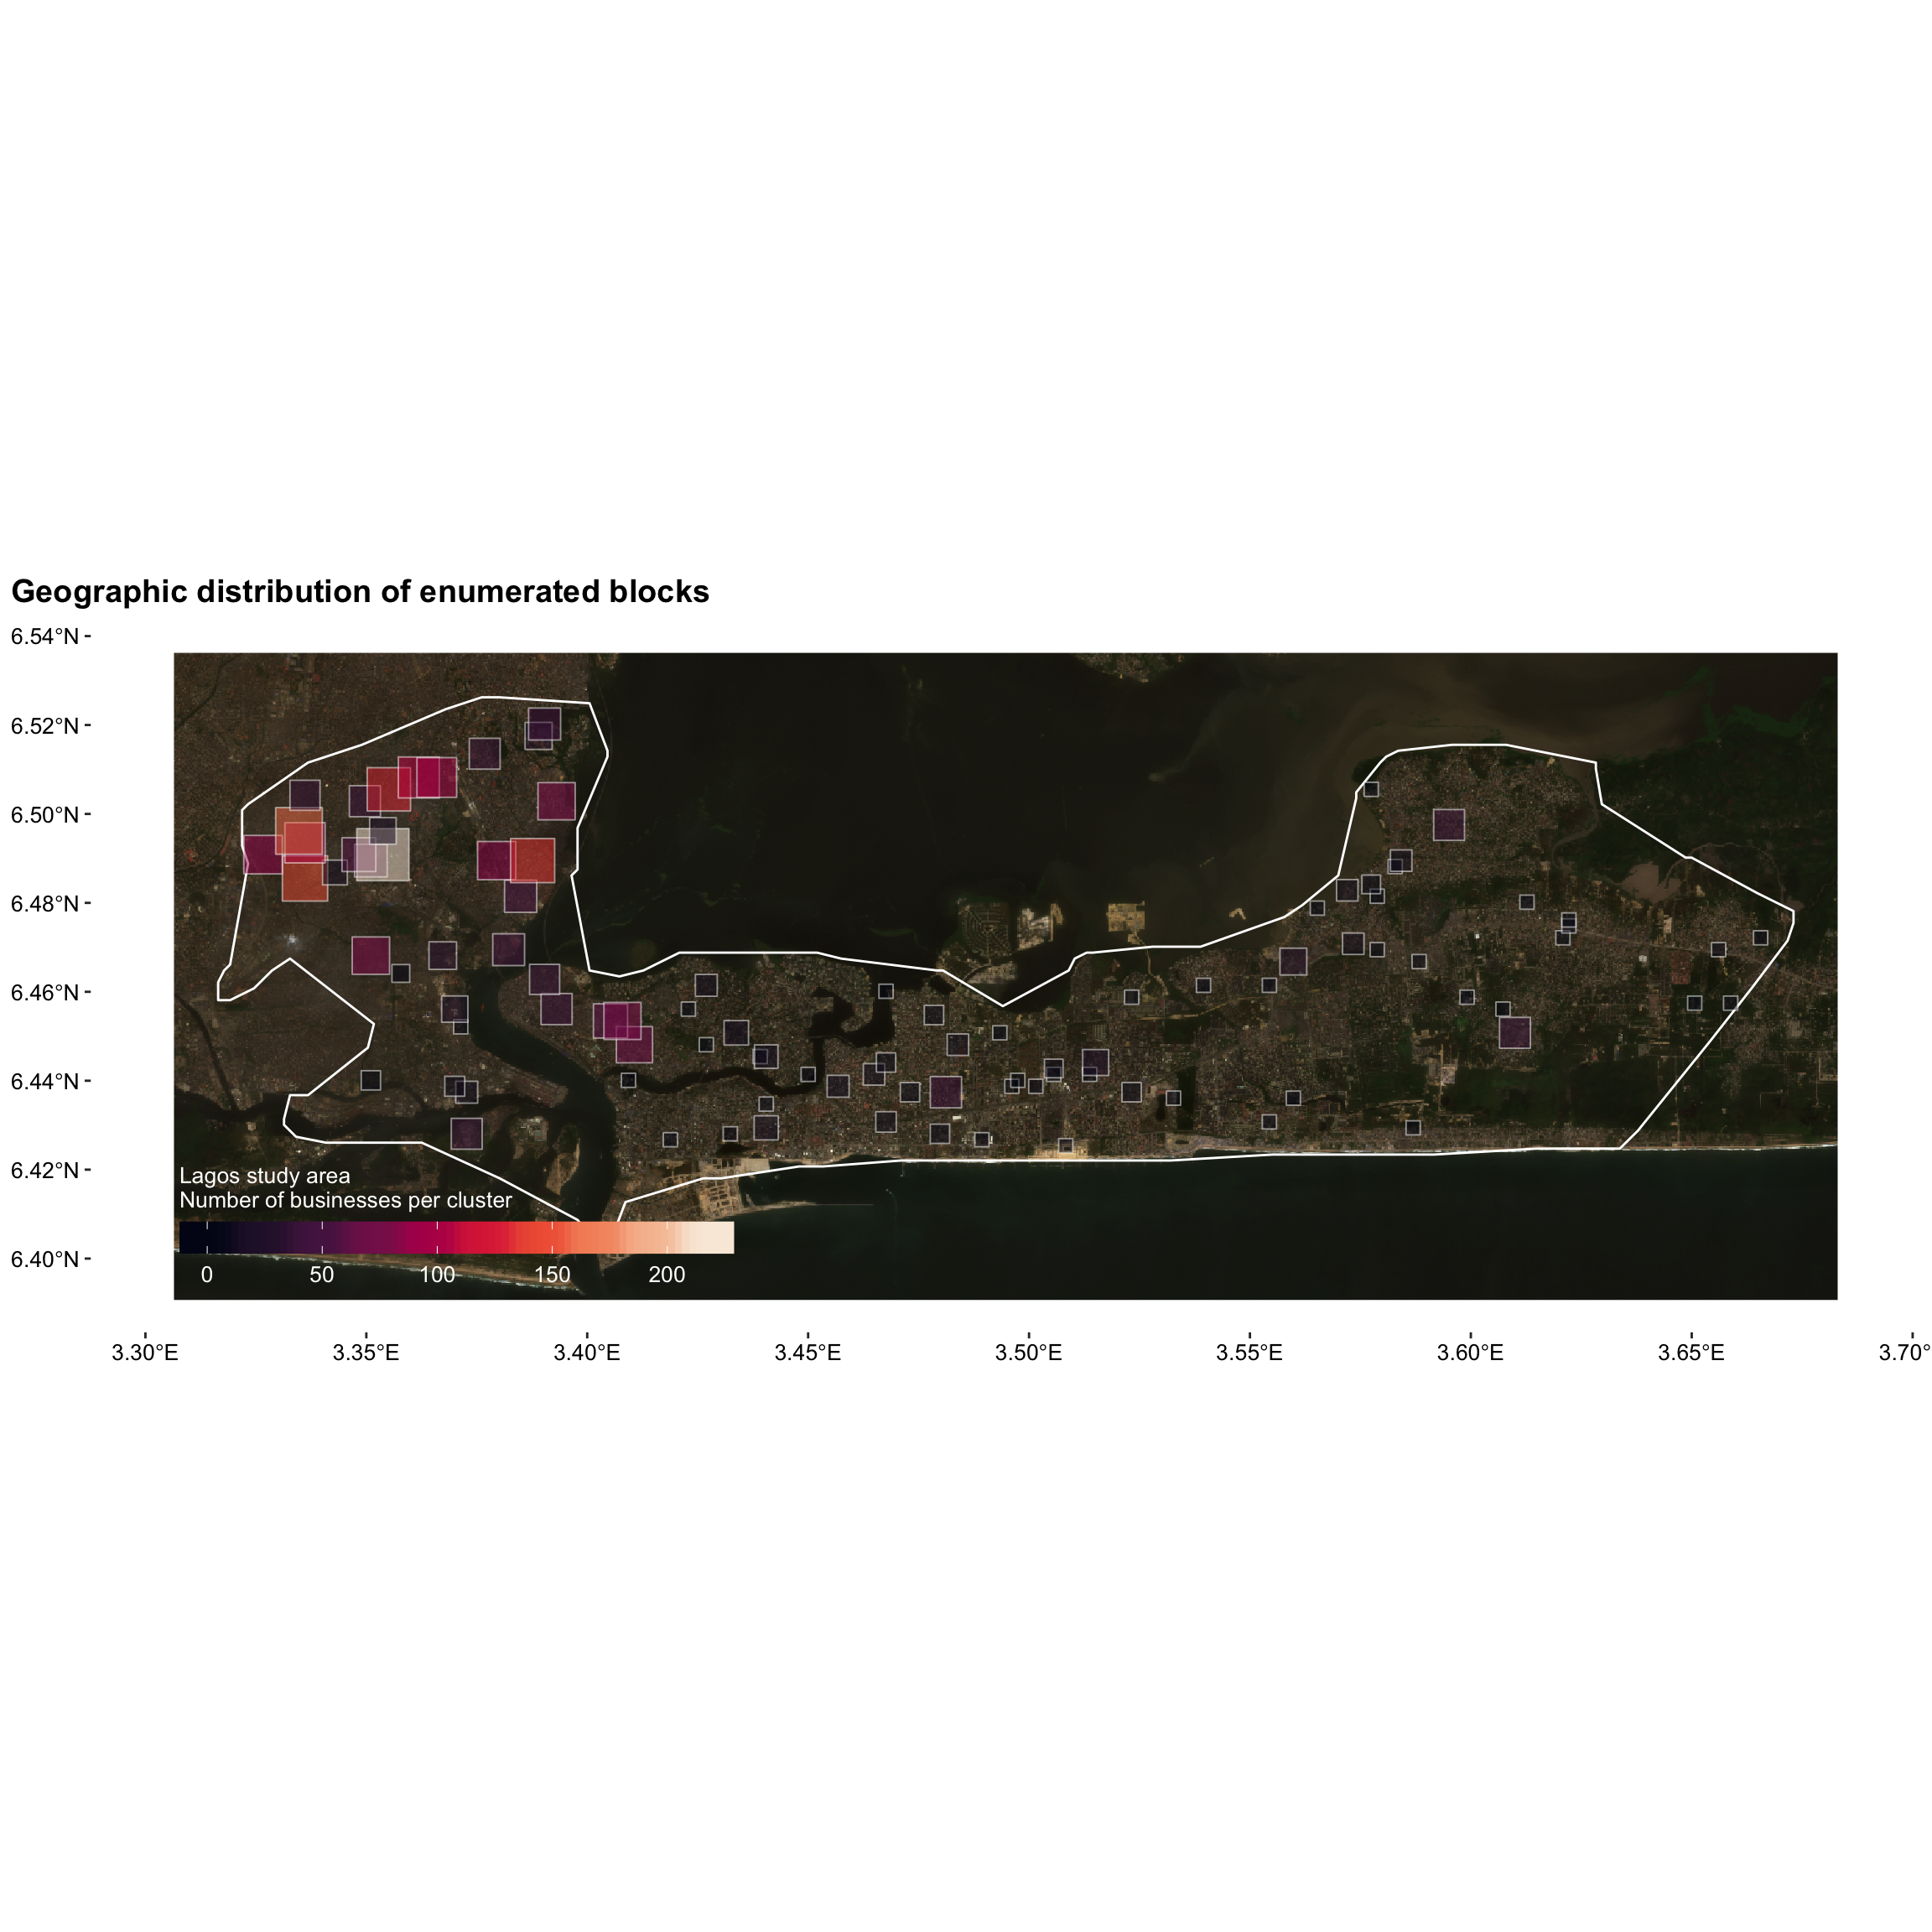 Geographic distribution of enumerated blocks
6.54°N
6.52°N
6.50°N
6.48°N
6.46°N
6.44°N
6.42°N
6.40°N
Lagos study area
Number of businesses per cluster
0 50 100 150 200
3.30°E 3.35°E 3.40°E 3.45°E 3.50°E 3.55°E 3.60°E 3.65°E 3.70°